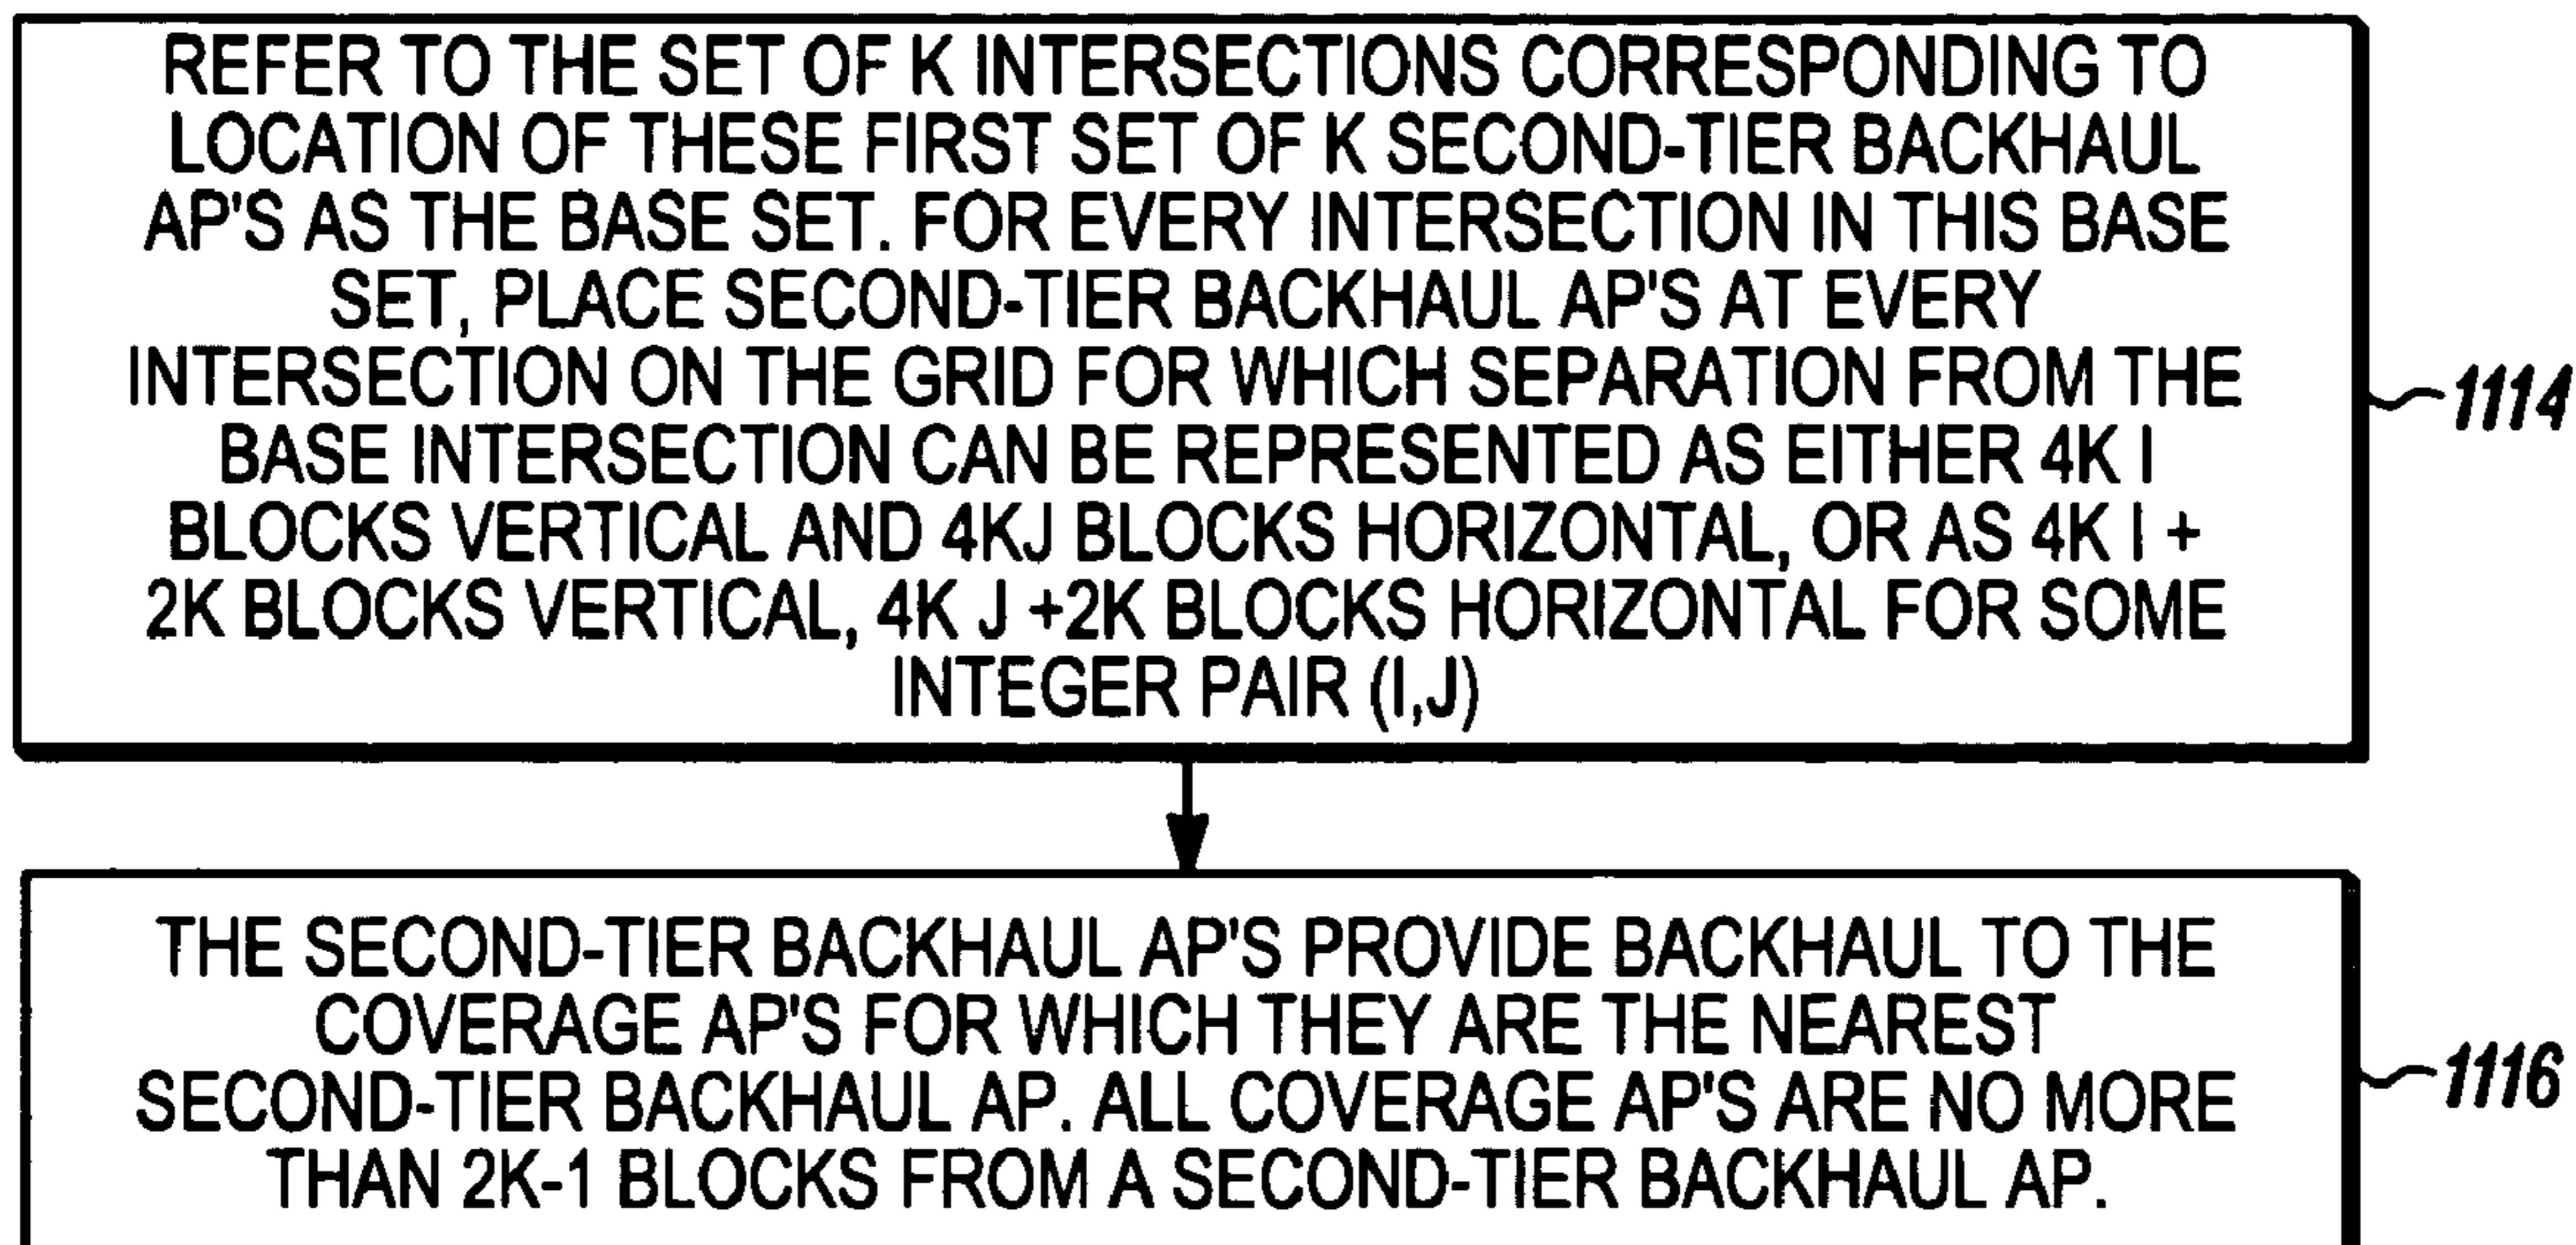 REFER TO THE SET OF K INTERSECTIONS CORRESPONDING TO
LOCATION OF THESE FIRST SET OF K SECOND-TIER BACKHAUL
AP'S AS THE BASE SET. FOR EVERY INTERSECTION IN THIS BASE
SET, PLACE SECOND-TIER BACKHAUL AP'S AT EVERY
INTERSECTION ON THE GRID FOR WHICH SEPARATION FROM THE
BASE INTERSECTION CAN BE REPRESENTED AS EITHER 4K I
BLOCKS VERTICAL AND 4KJ BLOCKS HORIZONTAL, OR AS 4K I +
2K BLOCKS VERTICAL, 4K J +2K BLOCKS HORIZONTAL FOR SOME
INTEGER PAIR (I,J)
1114
THE SECOND-TIER BACKHAUL AP'S PROVIDE BACKHAUL TO THE
COVERAGE AP'S FOR WHICH THEY ARE THE NEAREST
SECOND-TIER BACKHAUL AP. ALL COVERAGE AP'S ARE NO MORE
THAN 2K-1 BLOCKS FROM A SECOND-TIER BACKHAUL AP.
1116